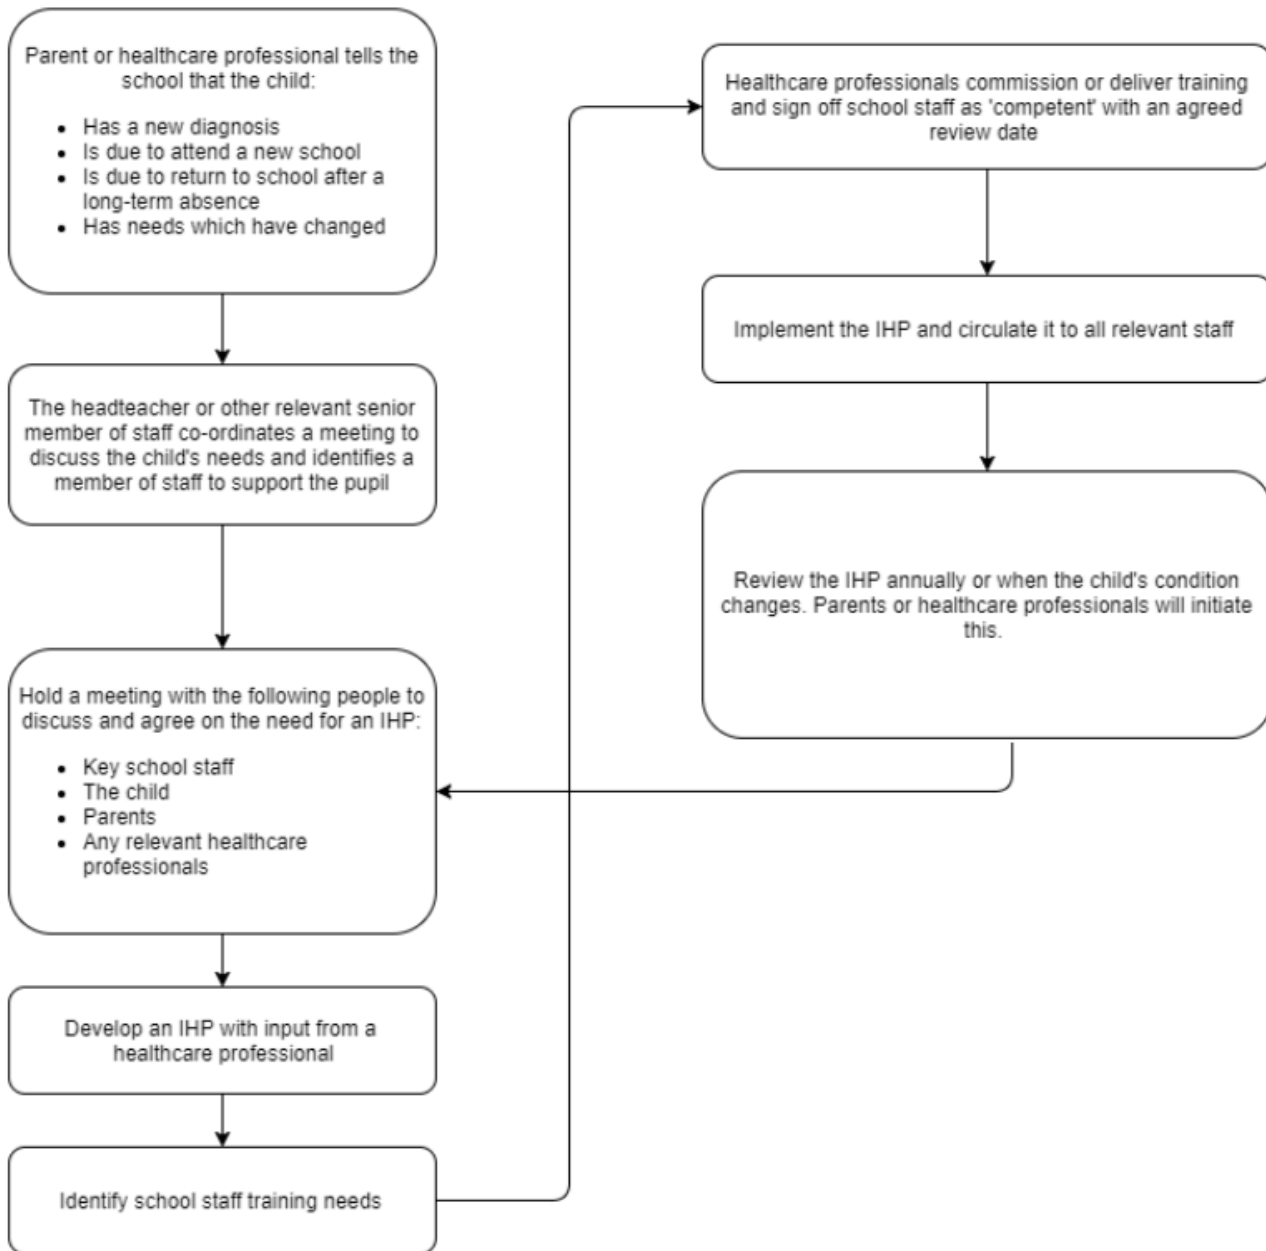 Parent or healthcare professional tells the
school that the child:
• Has a new diagnosis
• Is due to attend a new school
• Is due to return to school after a
long-term absence
• Has needs which have changed
The headteacher or other relevant senior
member of staff co-ordinates a meeting to
discuss the child's needs and identifies a
member of staff to support the pupil
Hold a meeting with the following people to
discuss and agree on the need for an IHP:
• Key school staff
• The child
• Parents
• Any relevant healthcare
professionals
Develop an IHP with input from a
healthcare professional
Identify school staff training needs
Healthcare professionals commission or deliver training
and sign off school staff as 'competent' with an agreed
review date
Implement the IHP and circulate it to all relevant staff
Review the IHP annually or when the child's condition
changes. Parents or healthcare professionals will initiate
this.